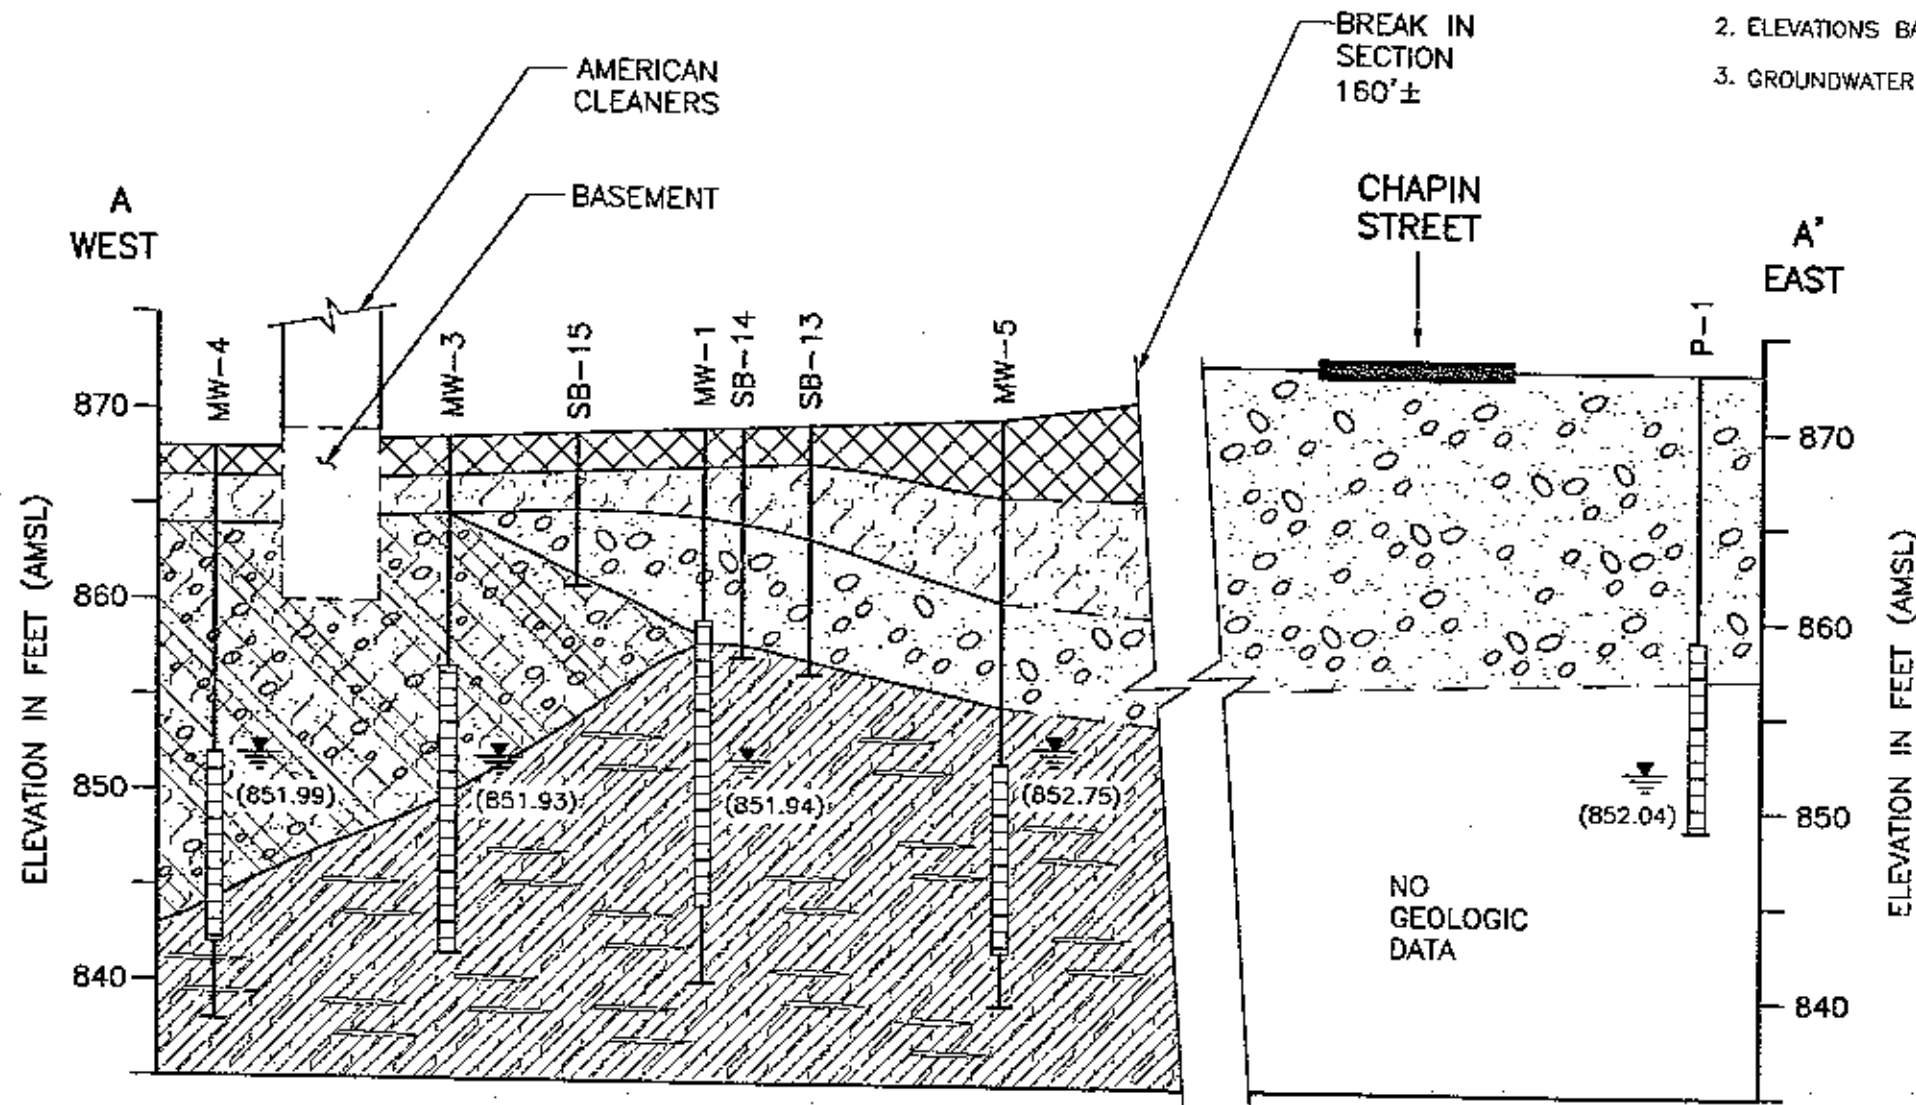 BREAK IN
SECTION
160'±
2. ELEVATIONS BA
3. GROUNDWATER
AMERICAN
CLEANERS
BASEMENT
CHAPIN
STREET
A
WEST
A'
EAST
MW-4
MW-3
SB-15
MW-1
SB-14
SB-13
MW-5
P-1
870
860
850
840
ELEVATION IN FEET (AMSL)
(851.99)
(851.93)
(851.94)
(852.75)
(852.04)
NO
GEOLOGIC
DATA
870
860
850
840
ELEVATION IN FEET (AMSL)